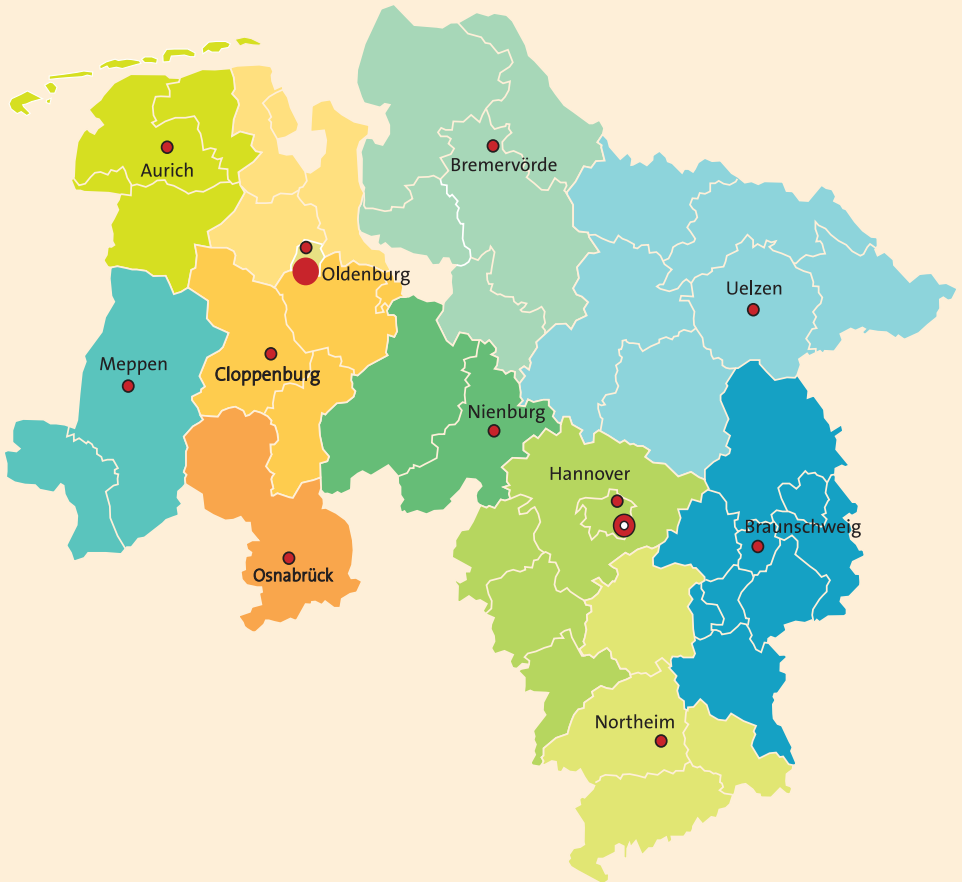 Aurich
Bremervörde
Oldenburg
Uelzen
Meppen
Cloppenburg
Nienburg
Hannover
Braunschweig
Osnabrück
Northeim